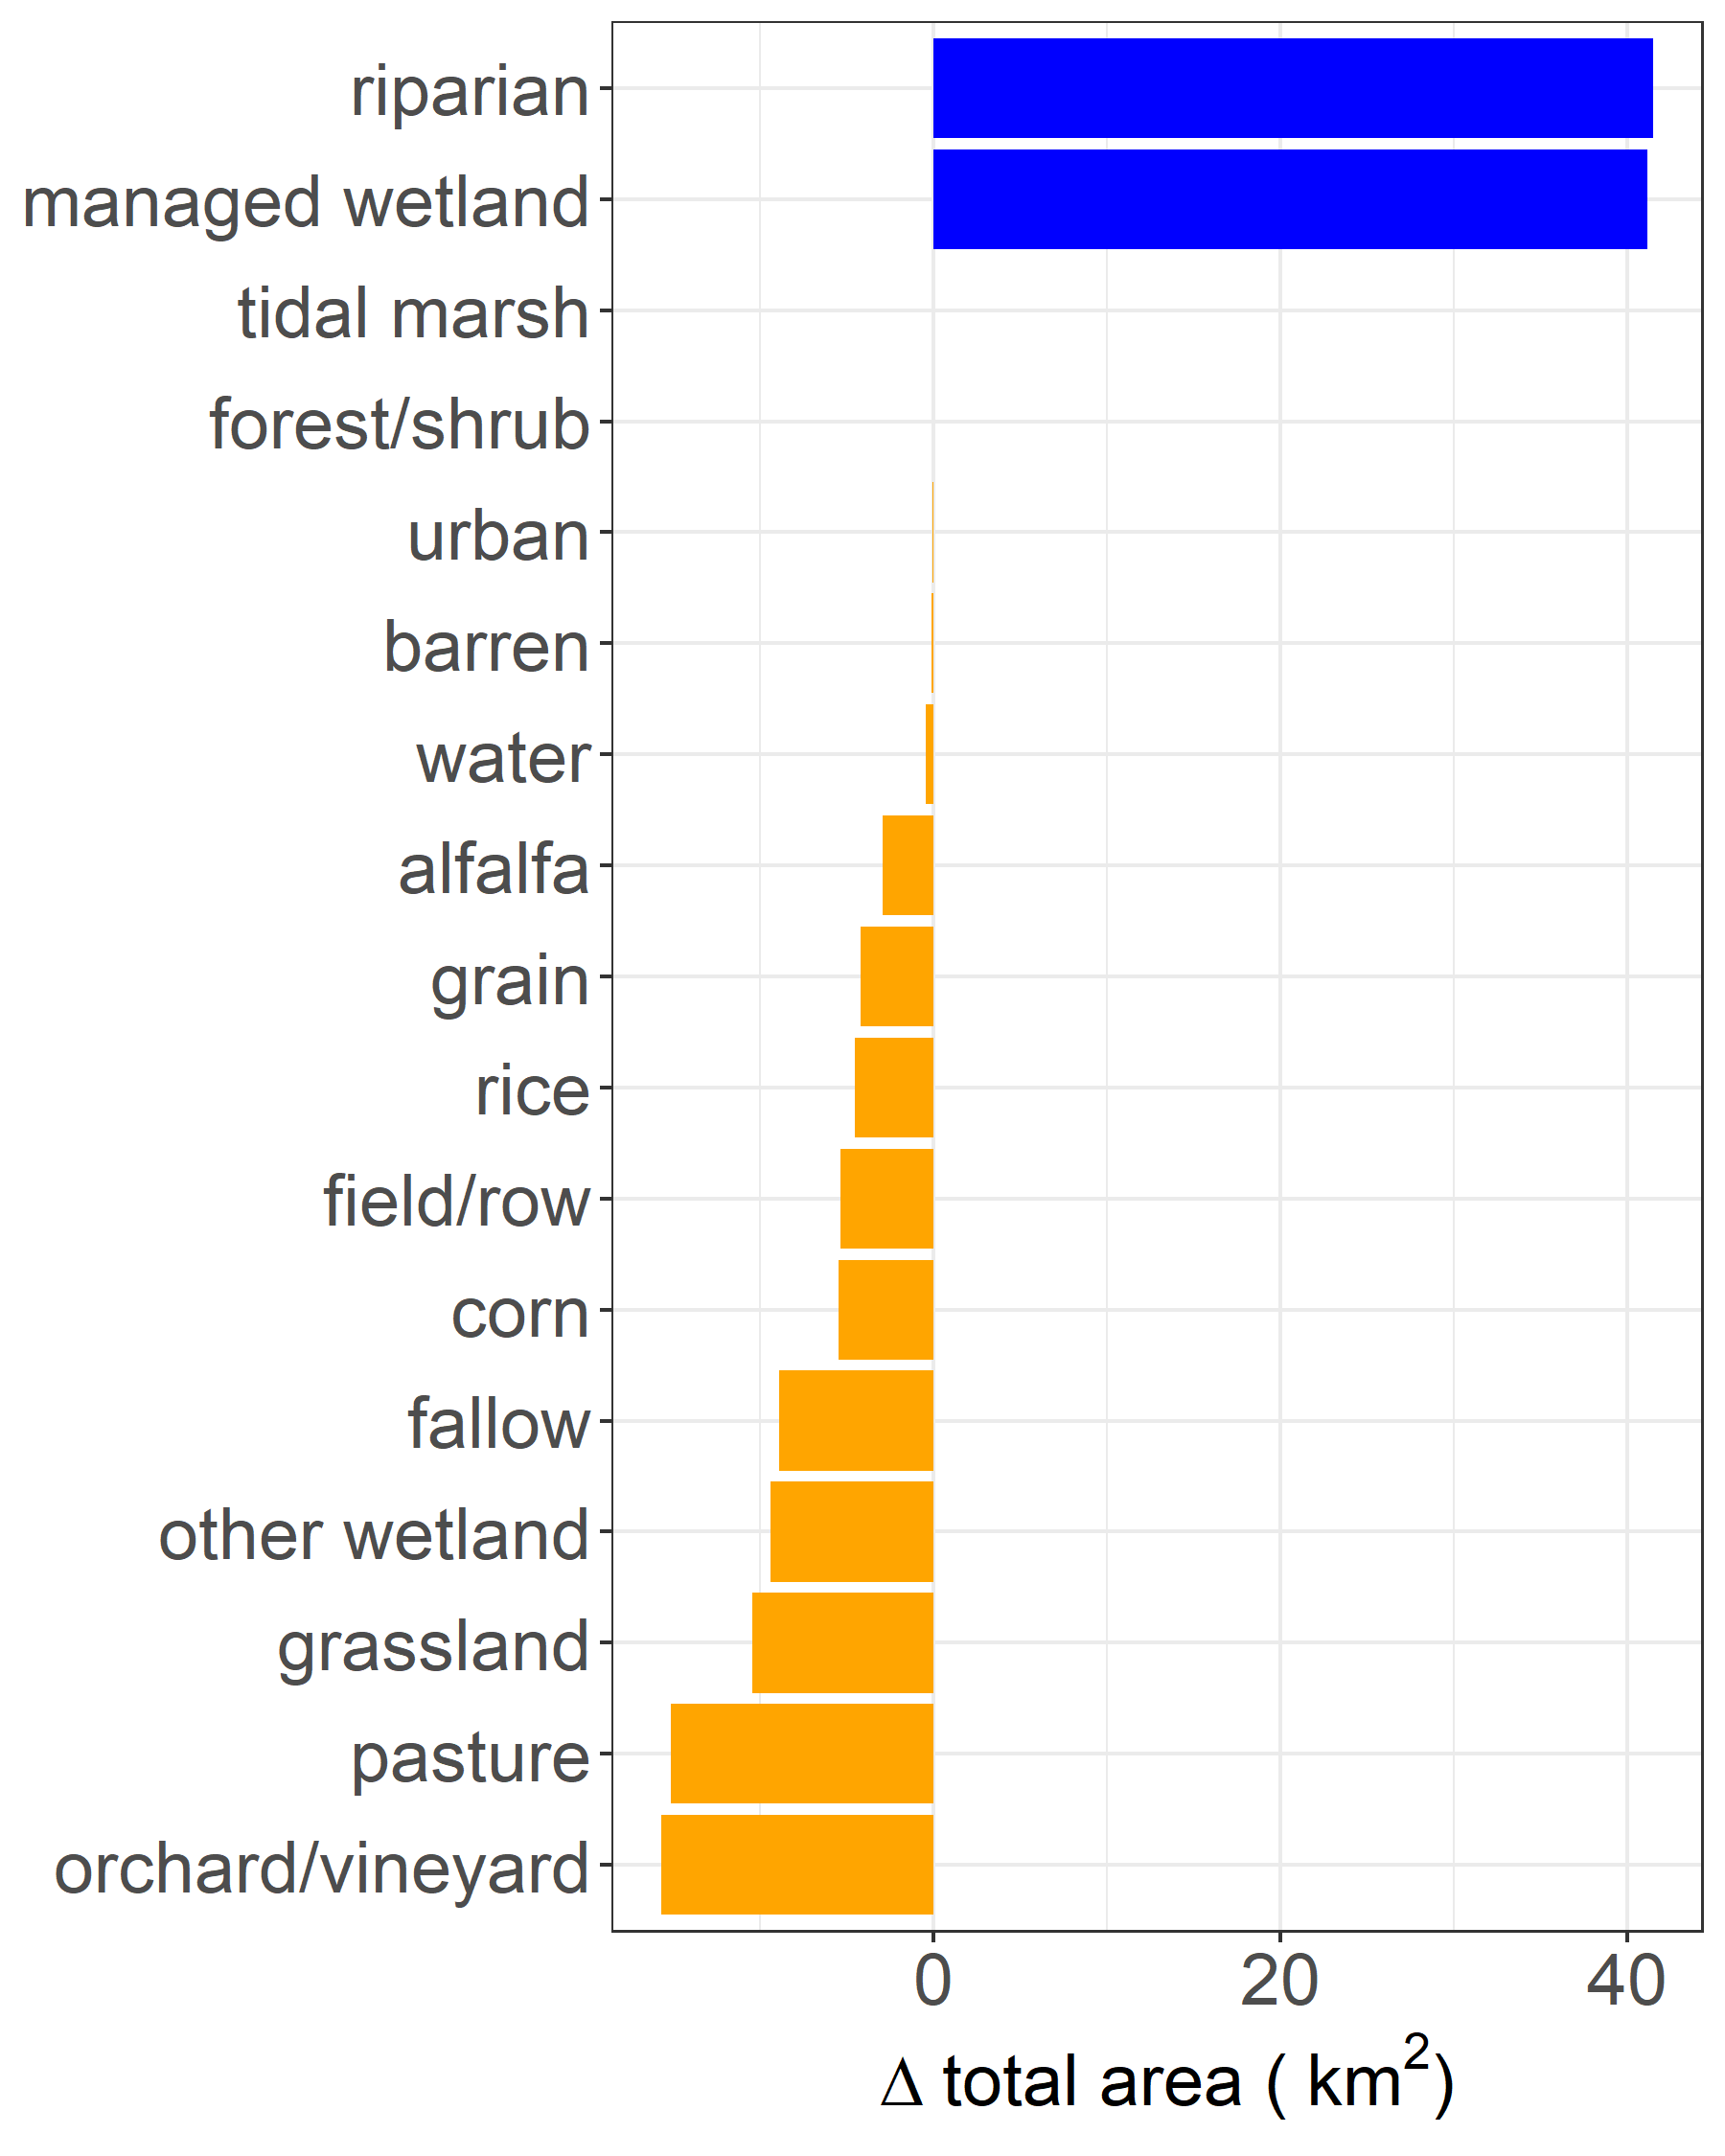 riparian
managed wetland
tidal marsh
forest/shrub
urban
barren
water
alfalfa
grain
rice
field/row
corn
fallow
other wetland
grassland
pasture
orchard/vineyard
0 20 40
Δ total area ( km²)